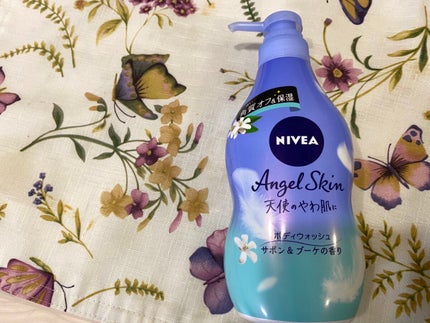 質オフ&保湿
NIVEA
Angel Skin
天使のやわ肌に
ボディウォッシュ
サボン&ブーケの香り